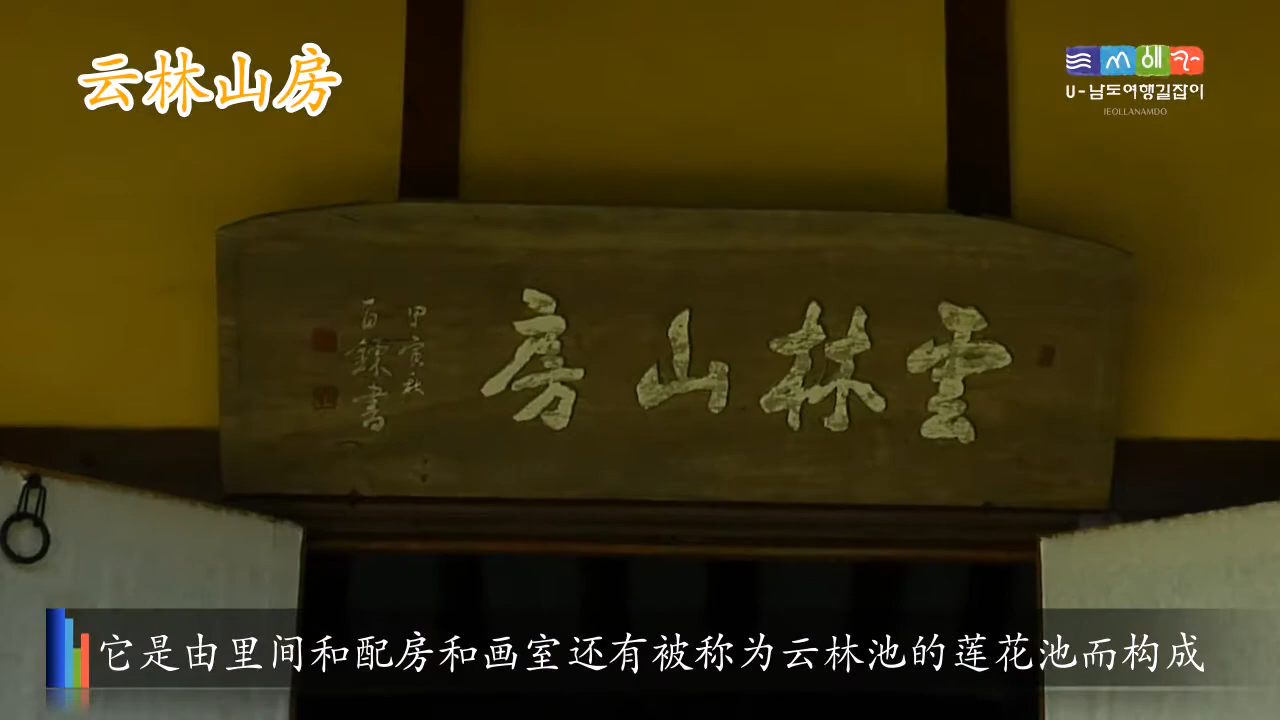 云林山房
U-남도여행길잡이
JEOLLANAMDO
雲林山房
甲寅秋
百鍊書
它是由里间和配房和画室还有被称为云林池的莲花池而构成